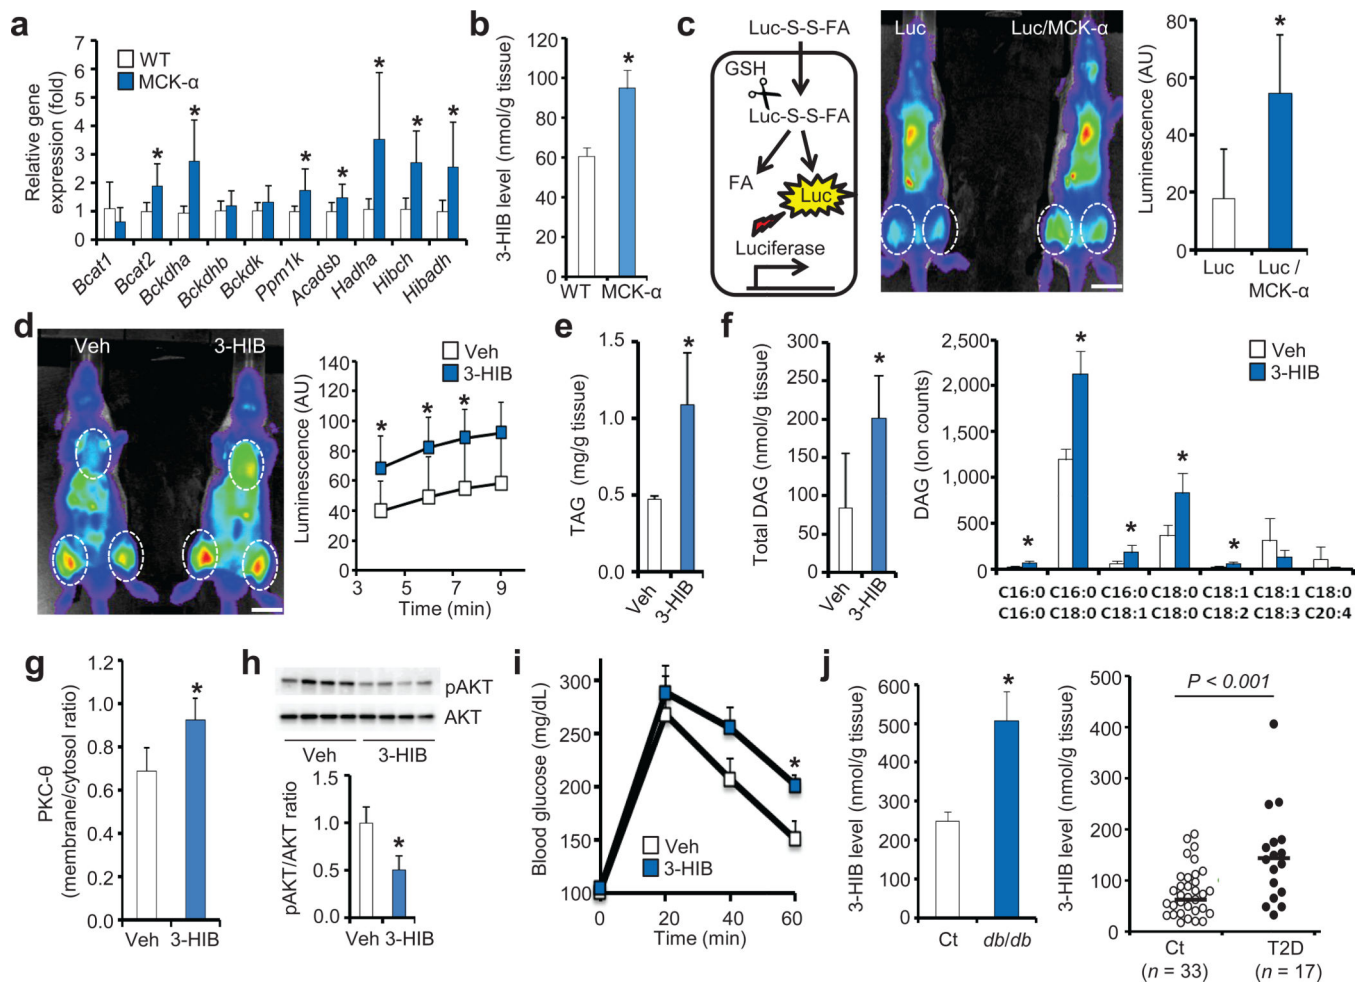 a
Relative gene
expression (fold)
7
6
5
4
3
2
1
0
WT
MCK-α
Bcat1
Bcat2
Bckdha
Bckdhb
Bckdk
Ppm1k
Acadsb
Hadha
Hibch
Hibadh
* * * * * * *
b
3-HIB level (nmol/g tissue)
120
100
80
60
40
20
0
*
WT MCK-α
c
Luc-S-S-FA
GSH
Luc-S-S-FA
FA
Luc
Luciferase
Luc
Luc/MCK-α
Luminescence (AU)
80
60
40
20
0
*
Luc
Luc /
MCK-α
d
Veh
3-HIB
Luminescence (AU)
140
120
100
80
60
40
20
0
Veh
3-HIB
* * *
3 5 7 9
Time (min)
e
TAG (mg/g tissue)
1.5
1.0
0.5
0
*
Veh
3-HIB
f
Total DAG (nmol/g tissue)
300
250
200
150
100
50
0
*
Veh
3-HIB
DAG (Ion counts)
2,500
2,000
1,500
1,000
500
0
Veh
3-HIB
* * * * *
C16:0 C16:0 C16:0 C18:0 C18:1 C18:1 C18:0
C16:0 C18:0 C18:1 C18:0 C18:2 C18:3 C20:4
g
PKC-θ
(membrane/cytosol ratio)
1.2
1.0
0.8
0.6
0.4
0.2
0.0
*
Veh 3-HIB
h
pAKT
AKT
Veh 3-HIB
pAKT/AKT ratio
1.5
1.0
0.5
0.0
*
Veh 3-HIB
i
Blood glucose (mg/dL)
300
250
200
150
100
*
Veh
3-HIB
0 20 40 60
Time (min)
j
3-HIB level (nmol/g tissue)
600
500
400
300
200
100
0
*
Ct db/db
3-HIB level (nmol/g tissue)
500
400
300
200
100
0
P < 0.001
Ct T2D
(n = 33) (n = 17)